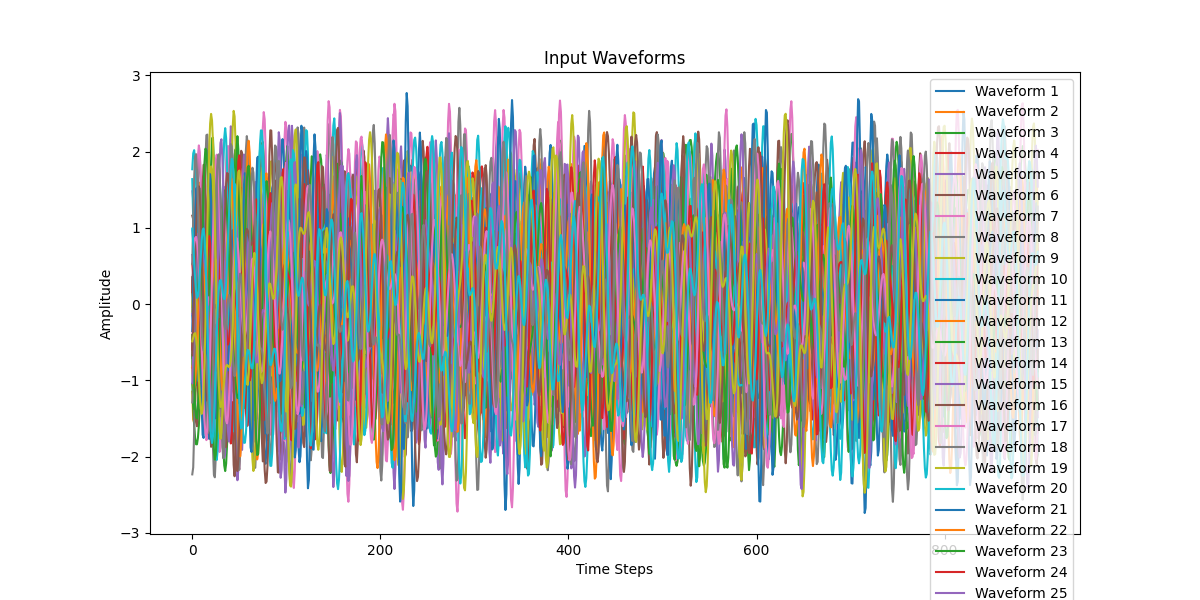 Input Waveforms
3
2
1
0
−1
−2
−3
Amplitude
0
200
400
600
800
Time Steps
Waveform 1
Waveform 2
Waveform 3
Waveform 4
Waveform 5
Waveform 6
Waveform 7
Waveform 8
Waveform 9
Waveform 10
Waveform 11
Waveform 12
Waveform 13
Waveform 14
Waveform 15
Waveform 16
Waveform 17
Waveform 18
Waveform 19
Waveform 20
Waveform 21
Waveform 22
Waveform 23
Waveform 24
Waveform 25